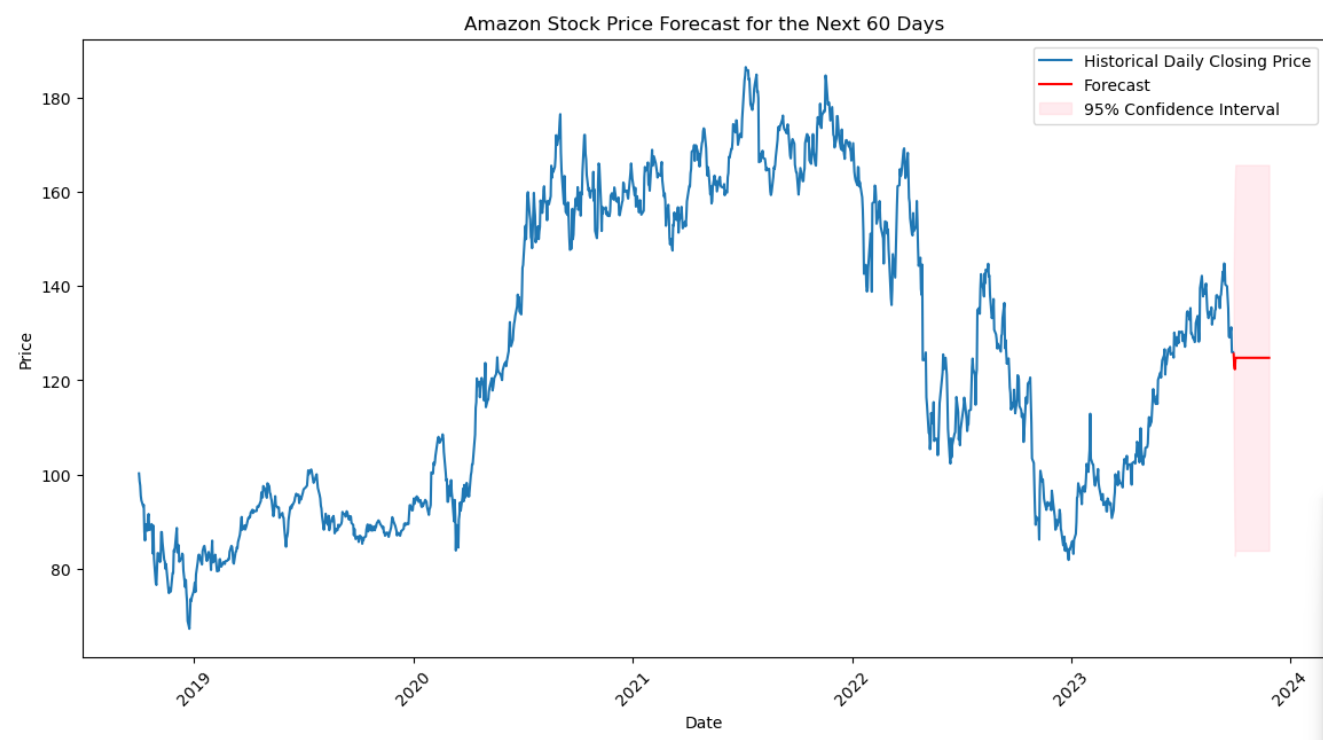 Amazon Stock Price Forecast for the Next 60 Days
Historical Daily Closing Price
Forecast
95% Confidence Interval
Price
180
160
140
120
100
80
2019
2020
2021
2022
2023
2024
Date